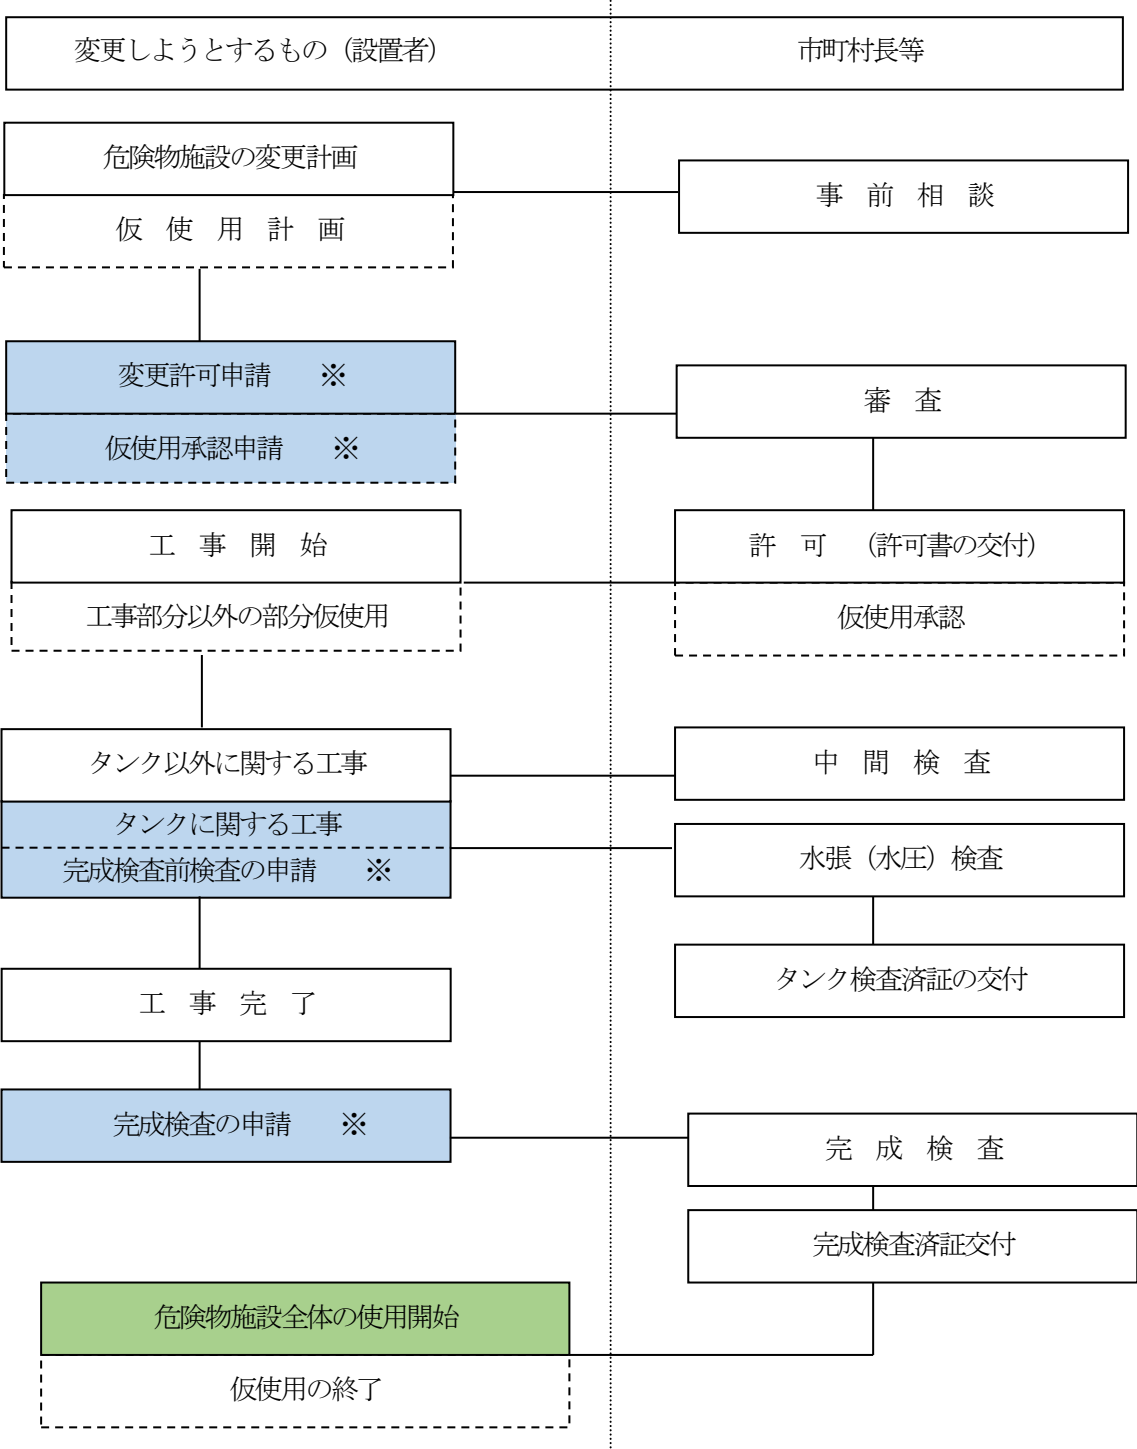 変更しようとするもの（設置者）
市町村長等
危険物施設の変更計画
仮　使　用　計　画
事　前　相　談
変更許可申請　　※
仮使用承認申請　　※
審　査
工　事　開　始
工事部分以外の部分仮使用
許　可　（許可書の交付）
仮使用承認
タンク以外に関する工事
タンクに関する工事
完成検査前検査の申請　　※
中　間　検　査
水張（水圧）検査
タンク検査済証の交付
工　事　完　了
完成検査の申請　　※
完　成　検　査
完成検査済証交付
危険物施設全体の使用開始
仮使用の終了